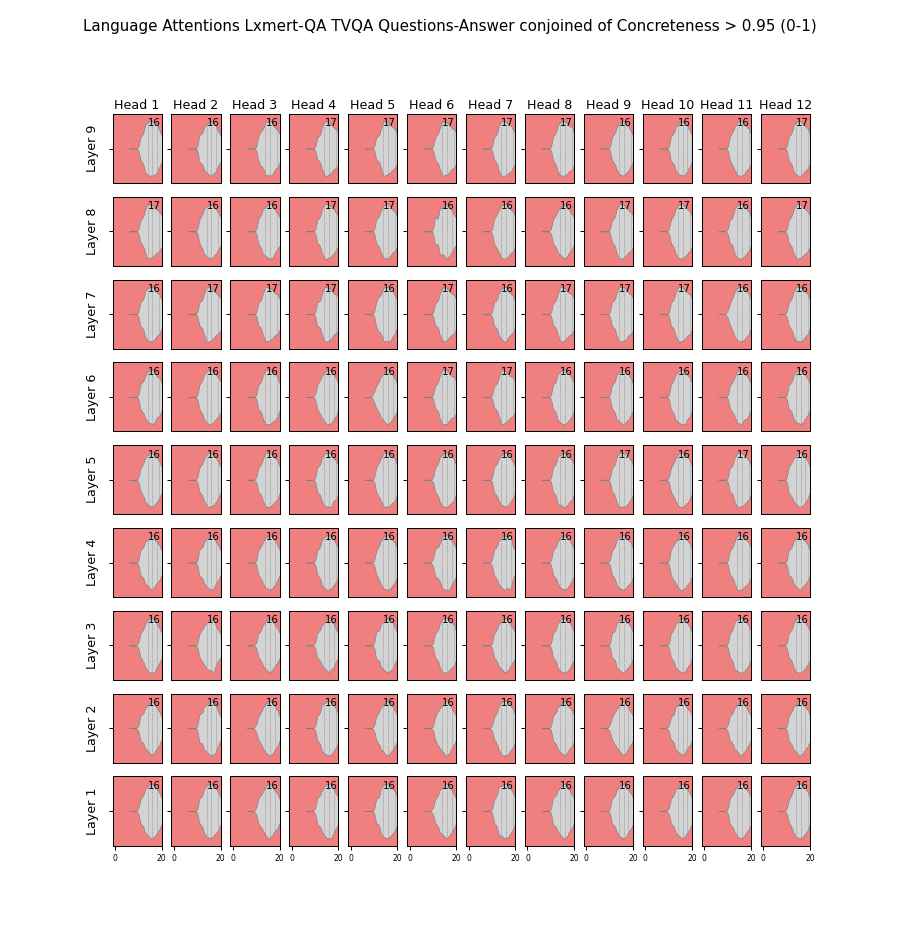 Language Attentions Lxmert-QA TVQA Questions-Answer conjoined of Concreteness > 0.95 (0-1)
Head 1 Head 2 Head 3 Head 4 Head 5 Head 6 Head 7 Head 8 Head 9 Head 10 Head 11 Head 12
Layer 9 16 16 16 17 17 17 17 17 16 16 16 17
Layer 8 17 16 16 17 17 16 16 16 17 17 16 17
Layer 7 16 17 17 17 16 17 16 17 17 17 16 16
Layer 6 16 16 16 16 16 17 17 16 16 16 16 16
Layer 5 16 16 16 16 16 16 16 16 17 16 17 16
Layer 4 16 16 16 16 16 16 16 16 16 16 16 16
Layer 3 16 16 16 16 16 16 16 16 16 16 16 16
Layer 2 16 16 16 16 16 16 16 16 16 16 16 16
Layer 1 16 16 16 16 16 16 16 16 16 16 16 16
0 20 0 20 0 20 0 20 0 20 0 20 0 20 0 20 0 20 0 20 0 20 0 20